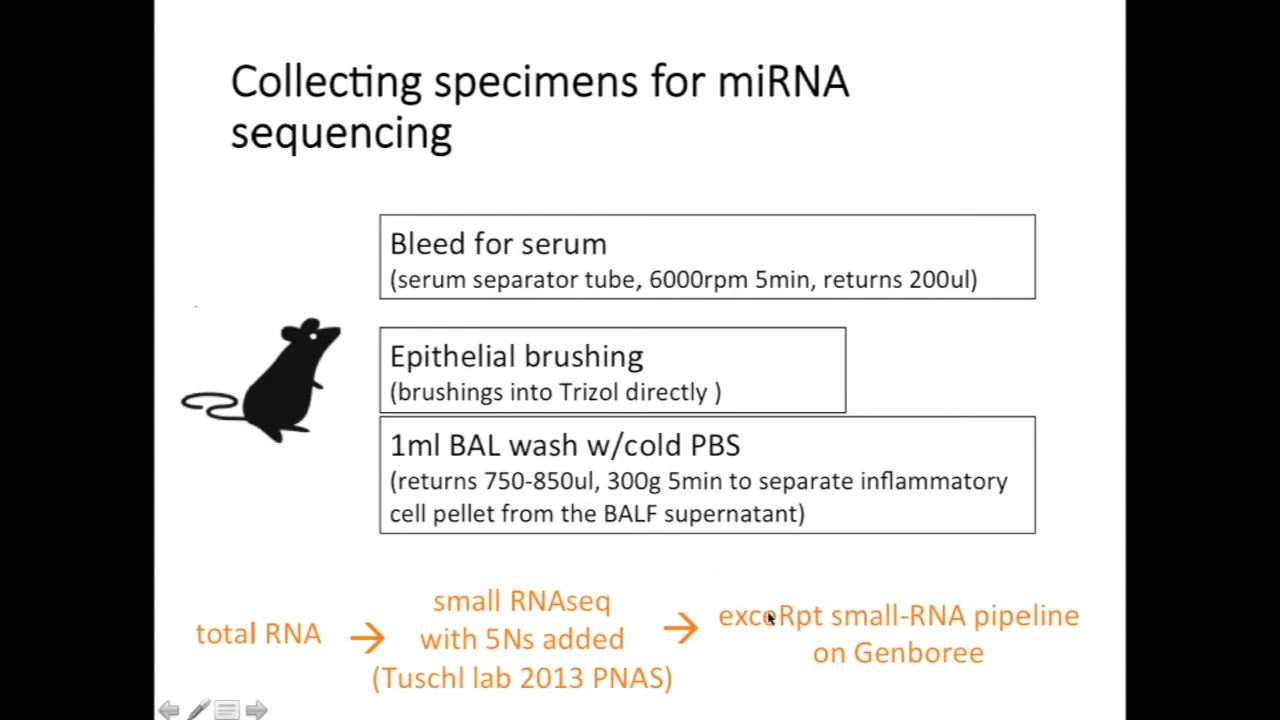 Collecting specimens for miRNA
sequencing
Bleed for serum
(serum separator tube, 6000rpm 5min, returns 200ul)
Epithelial brushing
(brushings into Trizol directly )
1ml BAL wash w/cold PBS
(returns 750-850ul, 300g 5min to separate inflammatory
cell pellet from the BALF supernatant)
total RNA
→
small RNAseq
with 5Ns added
(Tuschl lab 2013 PNAS)
→
exceRpt small-RNA pipeline
on Genboree